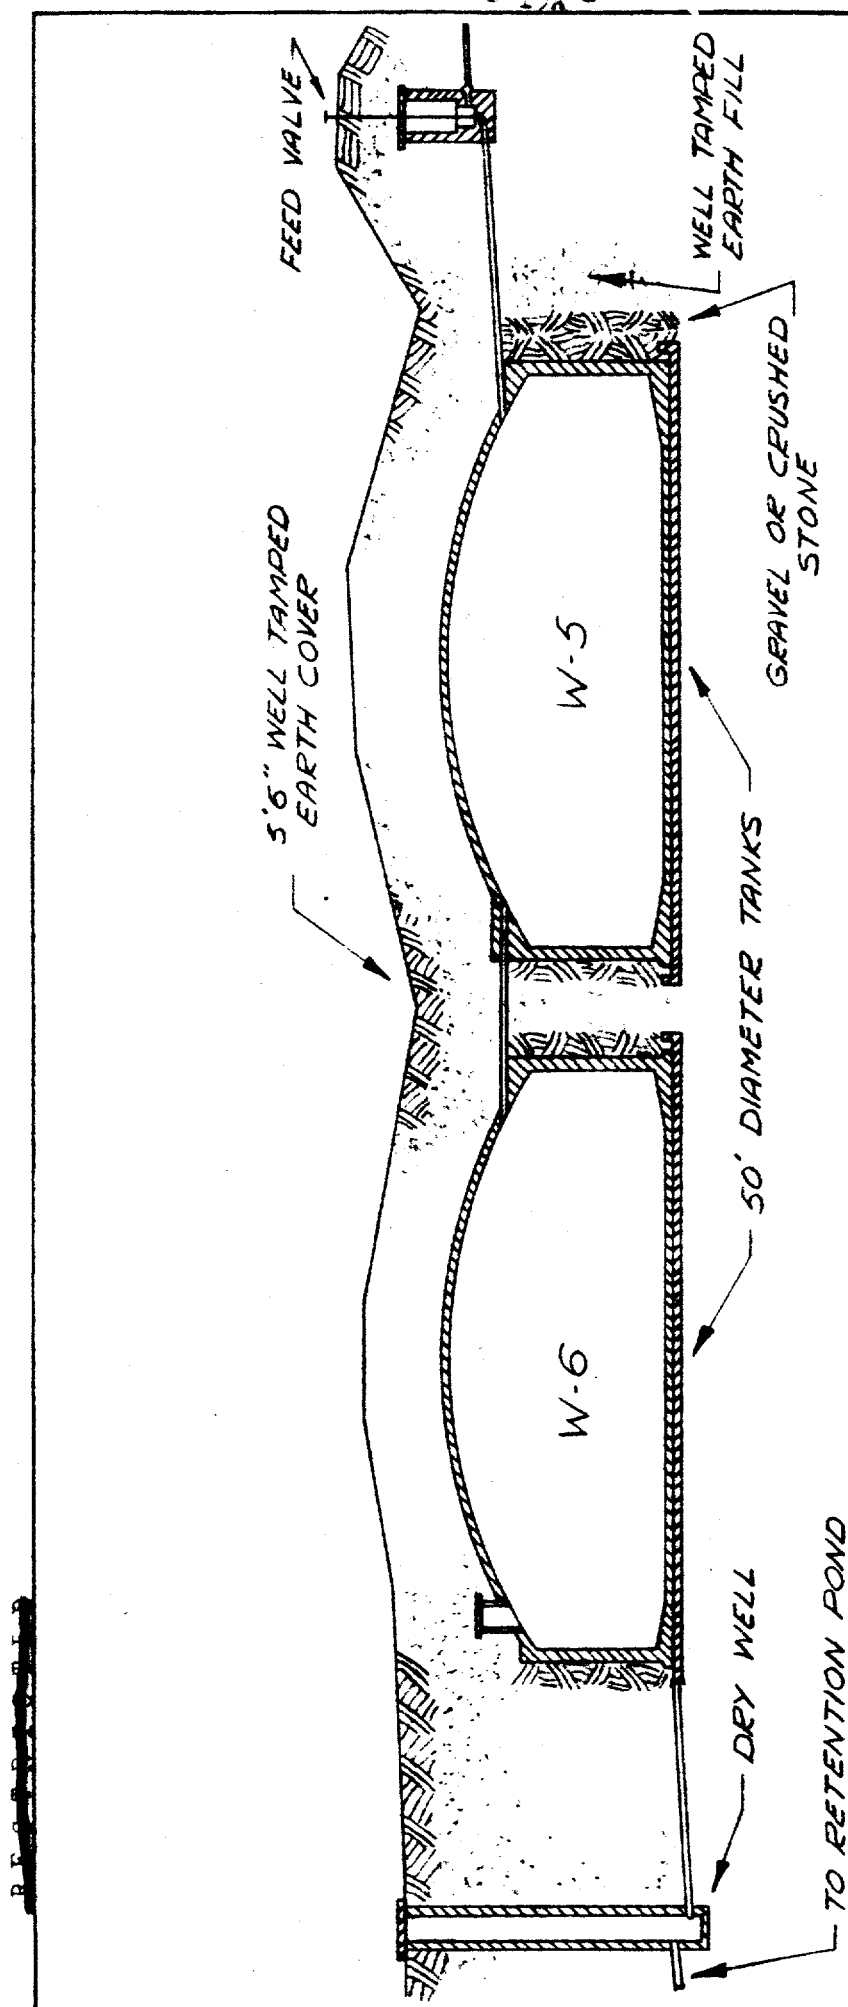 5'6" WELL TAMPED
EARTH COVER
FEED VALVE
W-6
W-5
WELL TAMPED
EARTH FILL
DRY WELL
50' DIAMETER TANKS
GRAVEL OR CRUSHED
STONE
TO RETENTION POND